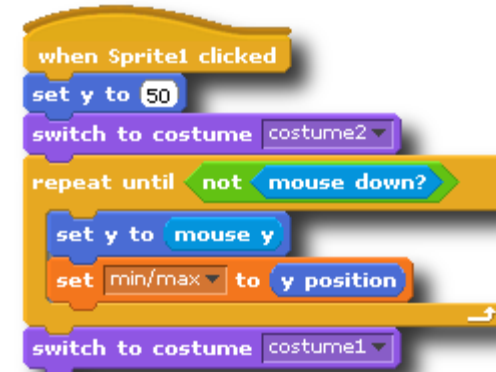 when Sprite1 clicked
set y to 50
switch to costume costume2
repeat until not mouse down?
set y to mouse y
set min/max to y position
switch to costume costume1